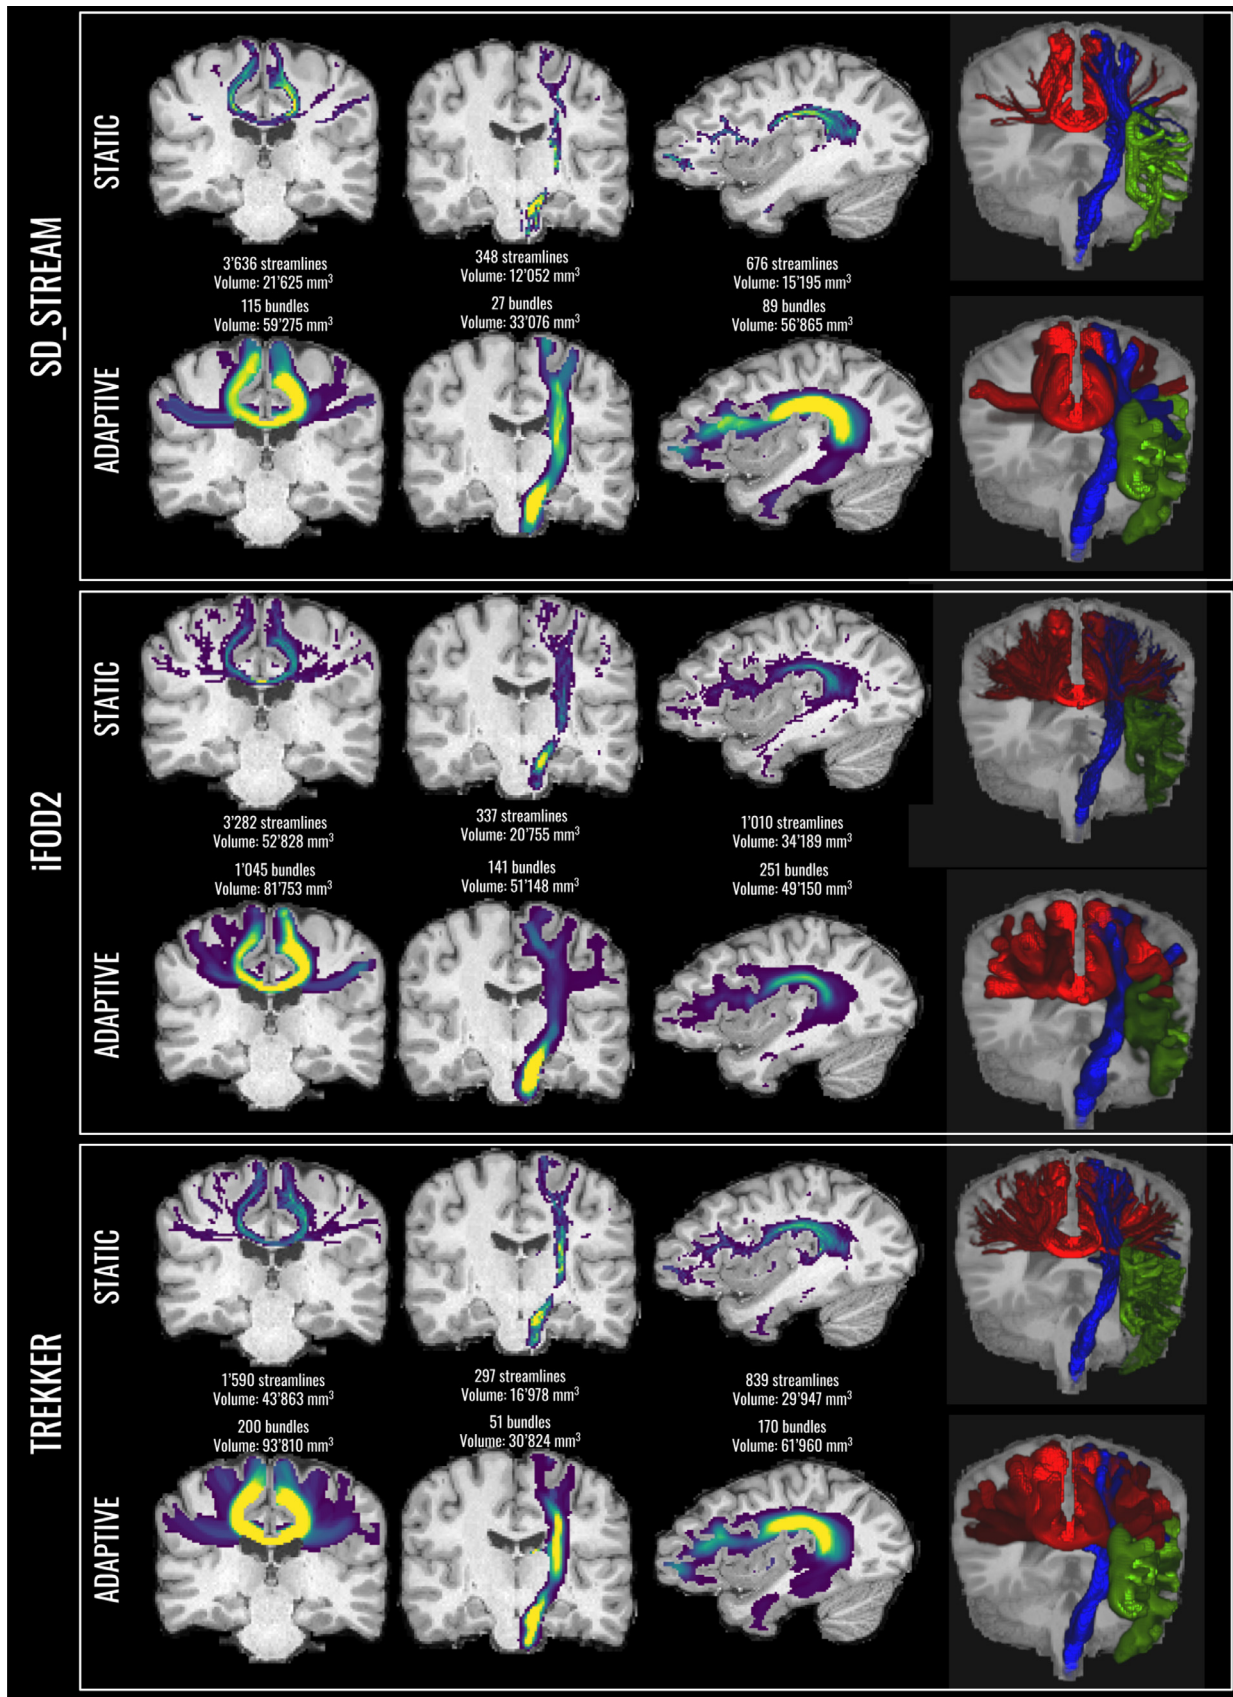 SD_STREAM
STATIC
3'636 streamlines
Volume: 21'625 mm³
348 streamlines
Volume: 12'052 mm³
676 streamlines
Volume: 15'195 mm³
115 bundles
Volume: 59'275 mm³
27 bundles
Volume: 33'076 mm³
89 bundles
Volume: 56'865 mm³
ADAPTIVE
iFOD2
STATIC
3'282 streamlines
Volume: 52'828 mm³
337 streamlines
Volume: 20'755 mm³
1'010 streamlines
Volume: 34'189 mm³
1'045 bundles
Volume: 81'753 mm³
141 bundles
Volume: 51'148 mm³
251 bundles
Volume: 49'150 mm³
ADAPTIVE
TREKKER
STATIC
1'590 streamlines
Volume: 43'863 mm³
297 streamlines
Volume: 16'978 mm³
839 streamlines
Volume: 29'947 mm³
200 bundles
Volume: 93'810 mm³
51 bundles
Volume: 30'824 mm³
170 bundles
Volume: 61'960 mm³
ADAPTIVE